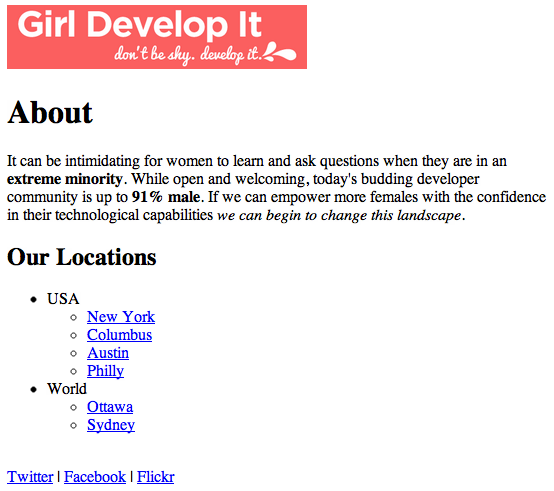 Girl Develop It
don't be shy. develop it.
About
It can be intimidating for women to learn and ask questions when they are in an
extreme minority. While open and welcoming, today's budding developer
community is up to 91% male. If we can empower more females with the confidence
in their technological capabilities we can begin to change this landscape.
Our Locations
USA
New York
Columbus
Austin
Philly
World
Ottawa
Sydney
Twitter | Facebook | Flickr